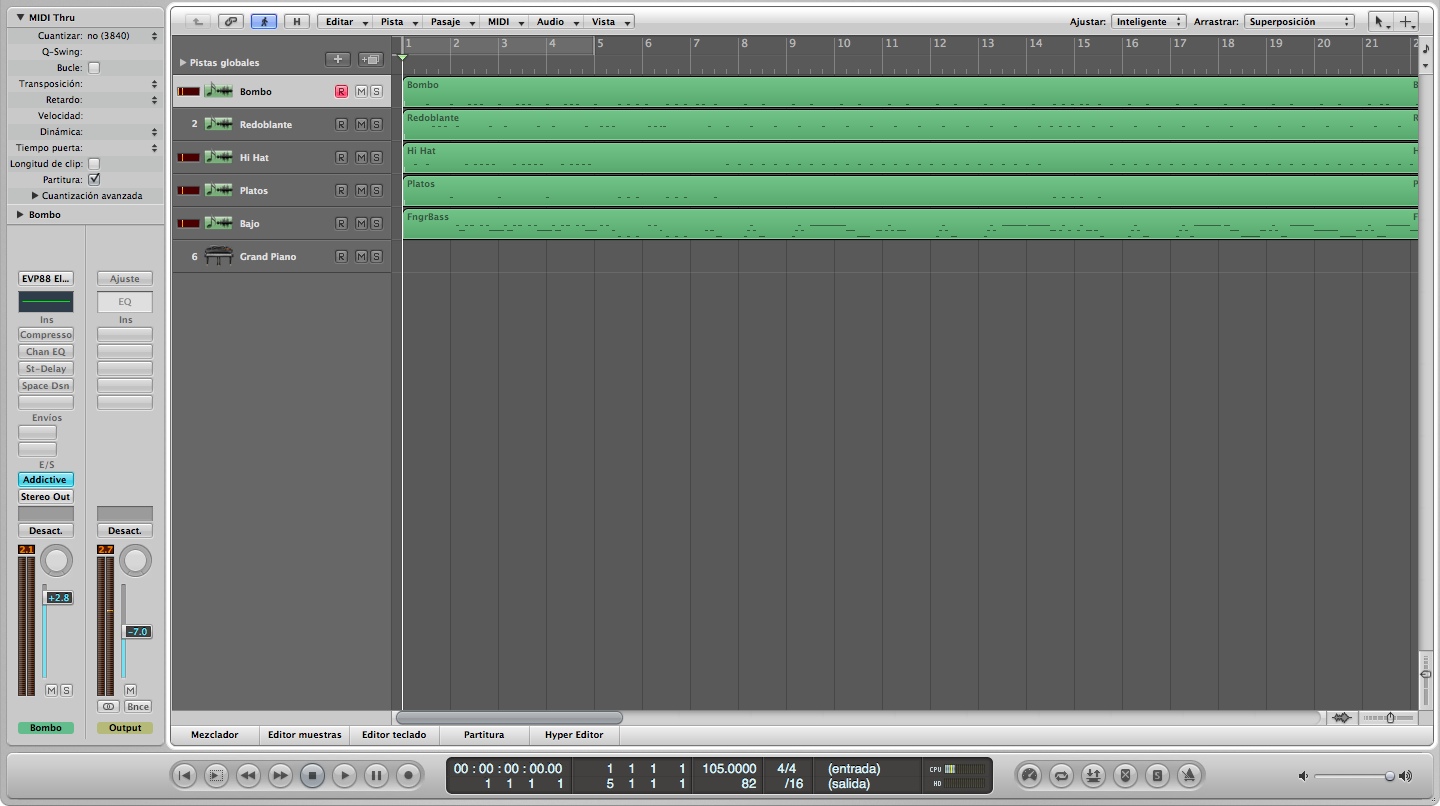 MIDI Thru
Cuantizar: no (3840)
Q-Swing:
Bucle:
Transposición:
Retardo:
Velocidad:
Dinámica:
Tiempo puerta:
Longitud de clip:
Partitura:
Cuantización avanzada
Bombo
EVP88 El... Ajuste
EQ
Ins Ins
Compresso
Chan EQ
St-Delay
Space Dsn
Envíos
E/S
Addictive
Stereo Out
Desact. Desact.
2.1 2.7
+2.8
-7.0
M S M
Bnce
Bombo Output
H Editar Pista Pasaje MIDI Audio Vista Ajustar: Inteligente Arrastrar: Superposición
Pistas globales
1 2 3 4 5 6 7 8 9 10 11 12 13 14 15 16 17 18 19 20 21 2
Bombo R M S
Bombo B
2 Redoblante R M S
Redoblante R
Hi Hat R M S
Hi Hat H
Platos R M S
Platos P
Bajo R M S
FngrBass F
6 Grand Piano R M S
Mezclador Editor muestras Editor teclado Partitura Hyper Editor
00 : 00 : 00 : 00.00 1 1 1 1 105.0000 4/4 (entrada) CPU
1 1 1 1 5 1 1 1 82 /16 (salida) HD
S